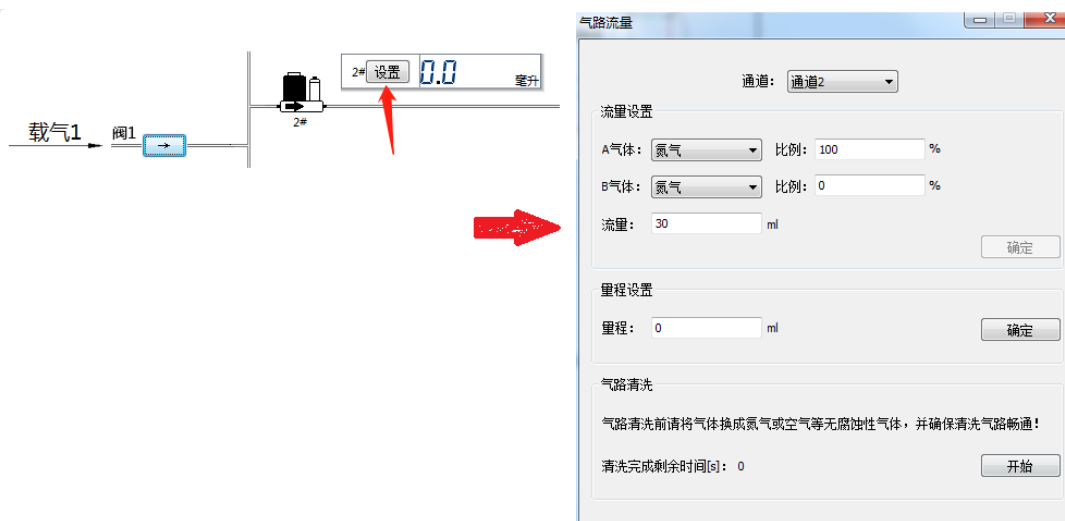 2# 设置 0.0 毫升
2#
载气1 阀1
气路流量
通道： 通道2
流量设置
A气体： 氮气 比例： 100 %
B气体： 氮气 比例： 0 %
流量： 30 ml
确定
量程设置
量程： 0 ml 确定
气路清洗
气路清洗前请将气体换成氮气或空气等无腐蚀性气体，并确保清洗气路畅通！
清洗完成剩余时间[s]： 0 开始